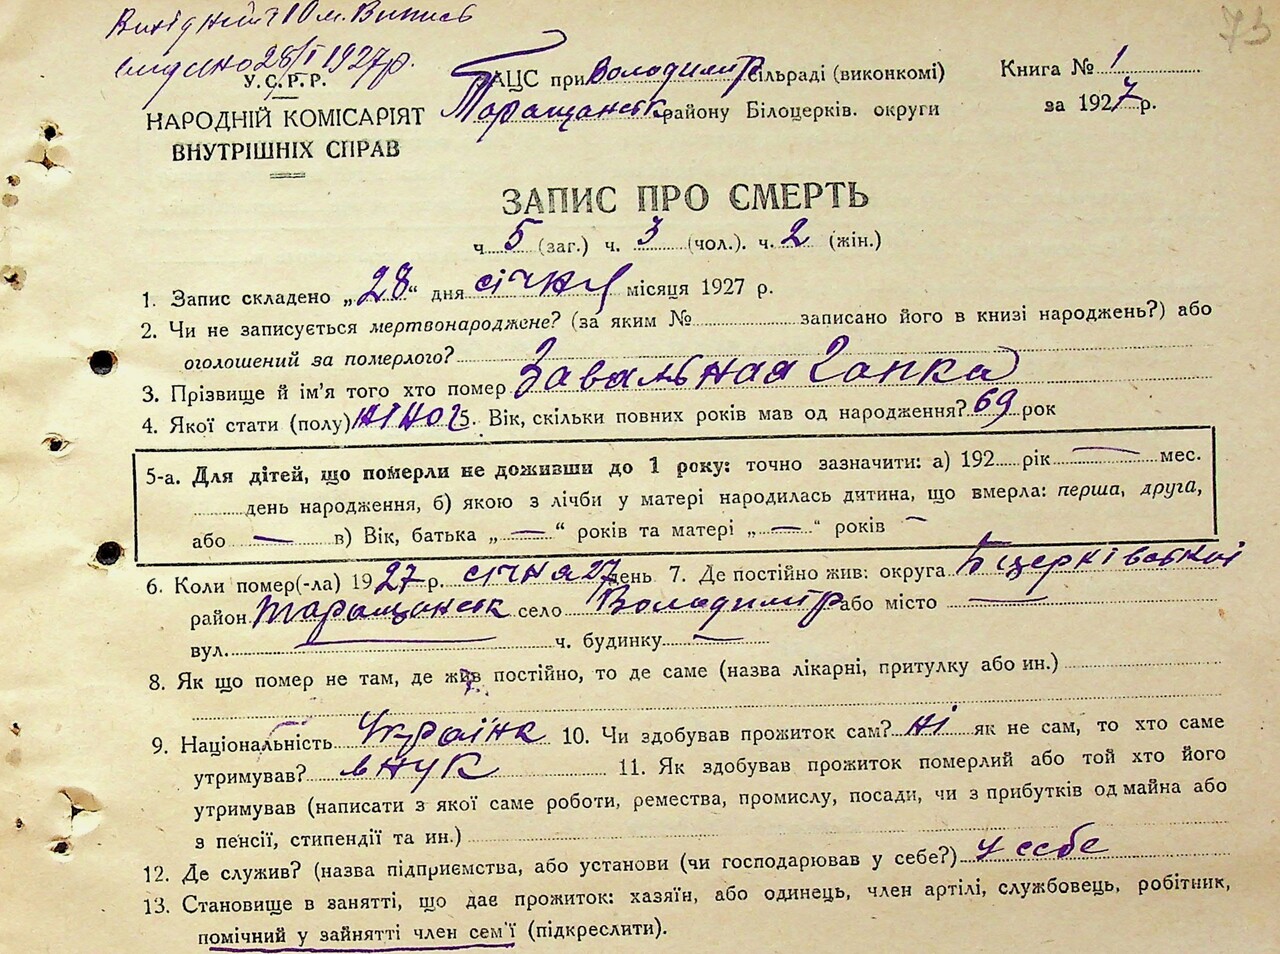 Вихідний 10 м. Випись
видано 28/I 1927 р.
73
У.С.Р.Р.
НАРОДНІЙ КОМІСАРІЯТ
ВНУТРІШНІХ СПРАВ
ЗАЦС при Володимир сільраді (виконкомі)
Таращанськ району Білоцерків. округи
Книга № 1
за 1927 р.
ЗАПИС ПРО СМЕРТЬ
ч. 5 (заг.) ч. 3 (чол.). ч. 2 (жін.)
1. Запис складено „28“ дня січня місяця 1927 р.
2. Чи не записується мертвонароджене? (за яким № записано його в книзі народжень?) або
оголошений за померлого?
3. Прізвище й ім'я того хто помер Завальная Гапка
4. Якої статі (полу) жіноч 5. Вік, скільки повних років мав од народження? 69 рок
5-а. Для дітей, що померли не доживши до 1 року: точно зазначити: а) 192 рік — мес.
день народження, б) якою з лічби у матері народилась дитина, що вмерла: перша, друга,
або — в) Вік, батька „—“ років та матері „—“ років —
6. Коли помер(-ла) 1927 р. січня 27 день 7. Де постійно жив: округа Б церківській
район Таращанськ село Володимир або місто —
вул. — ч. будинку —
8. Як що помер не там, де жив постійно, то де саме (назва лікарні, притулку або ин.)
9. Національність Україн 10. Чи здобував прожиток сам? ні як не сам, то хто саме
утримував? внук 11. Як здобував прожиток померлий або той хто його
утримував (написати з якої саме роботи, ремества, промислу, посади, чи з прибутків од майна або
з пенсії, стипендії та ин.)
12. Де служив? (назва підприємства, або установи (чи господарював у себе?) у себе
13. Становище в занятті, що дає прожиток: хазяїн, або одинець, член артілі, службовець, робітник,
помічний у зайнятті член сем'ї (підкреслити).